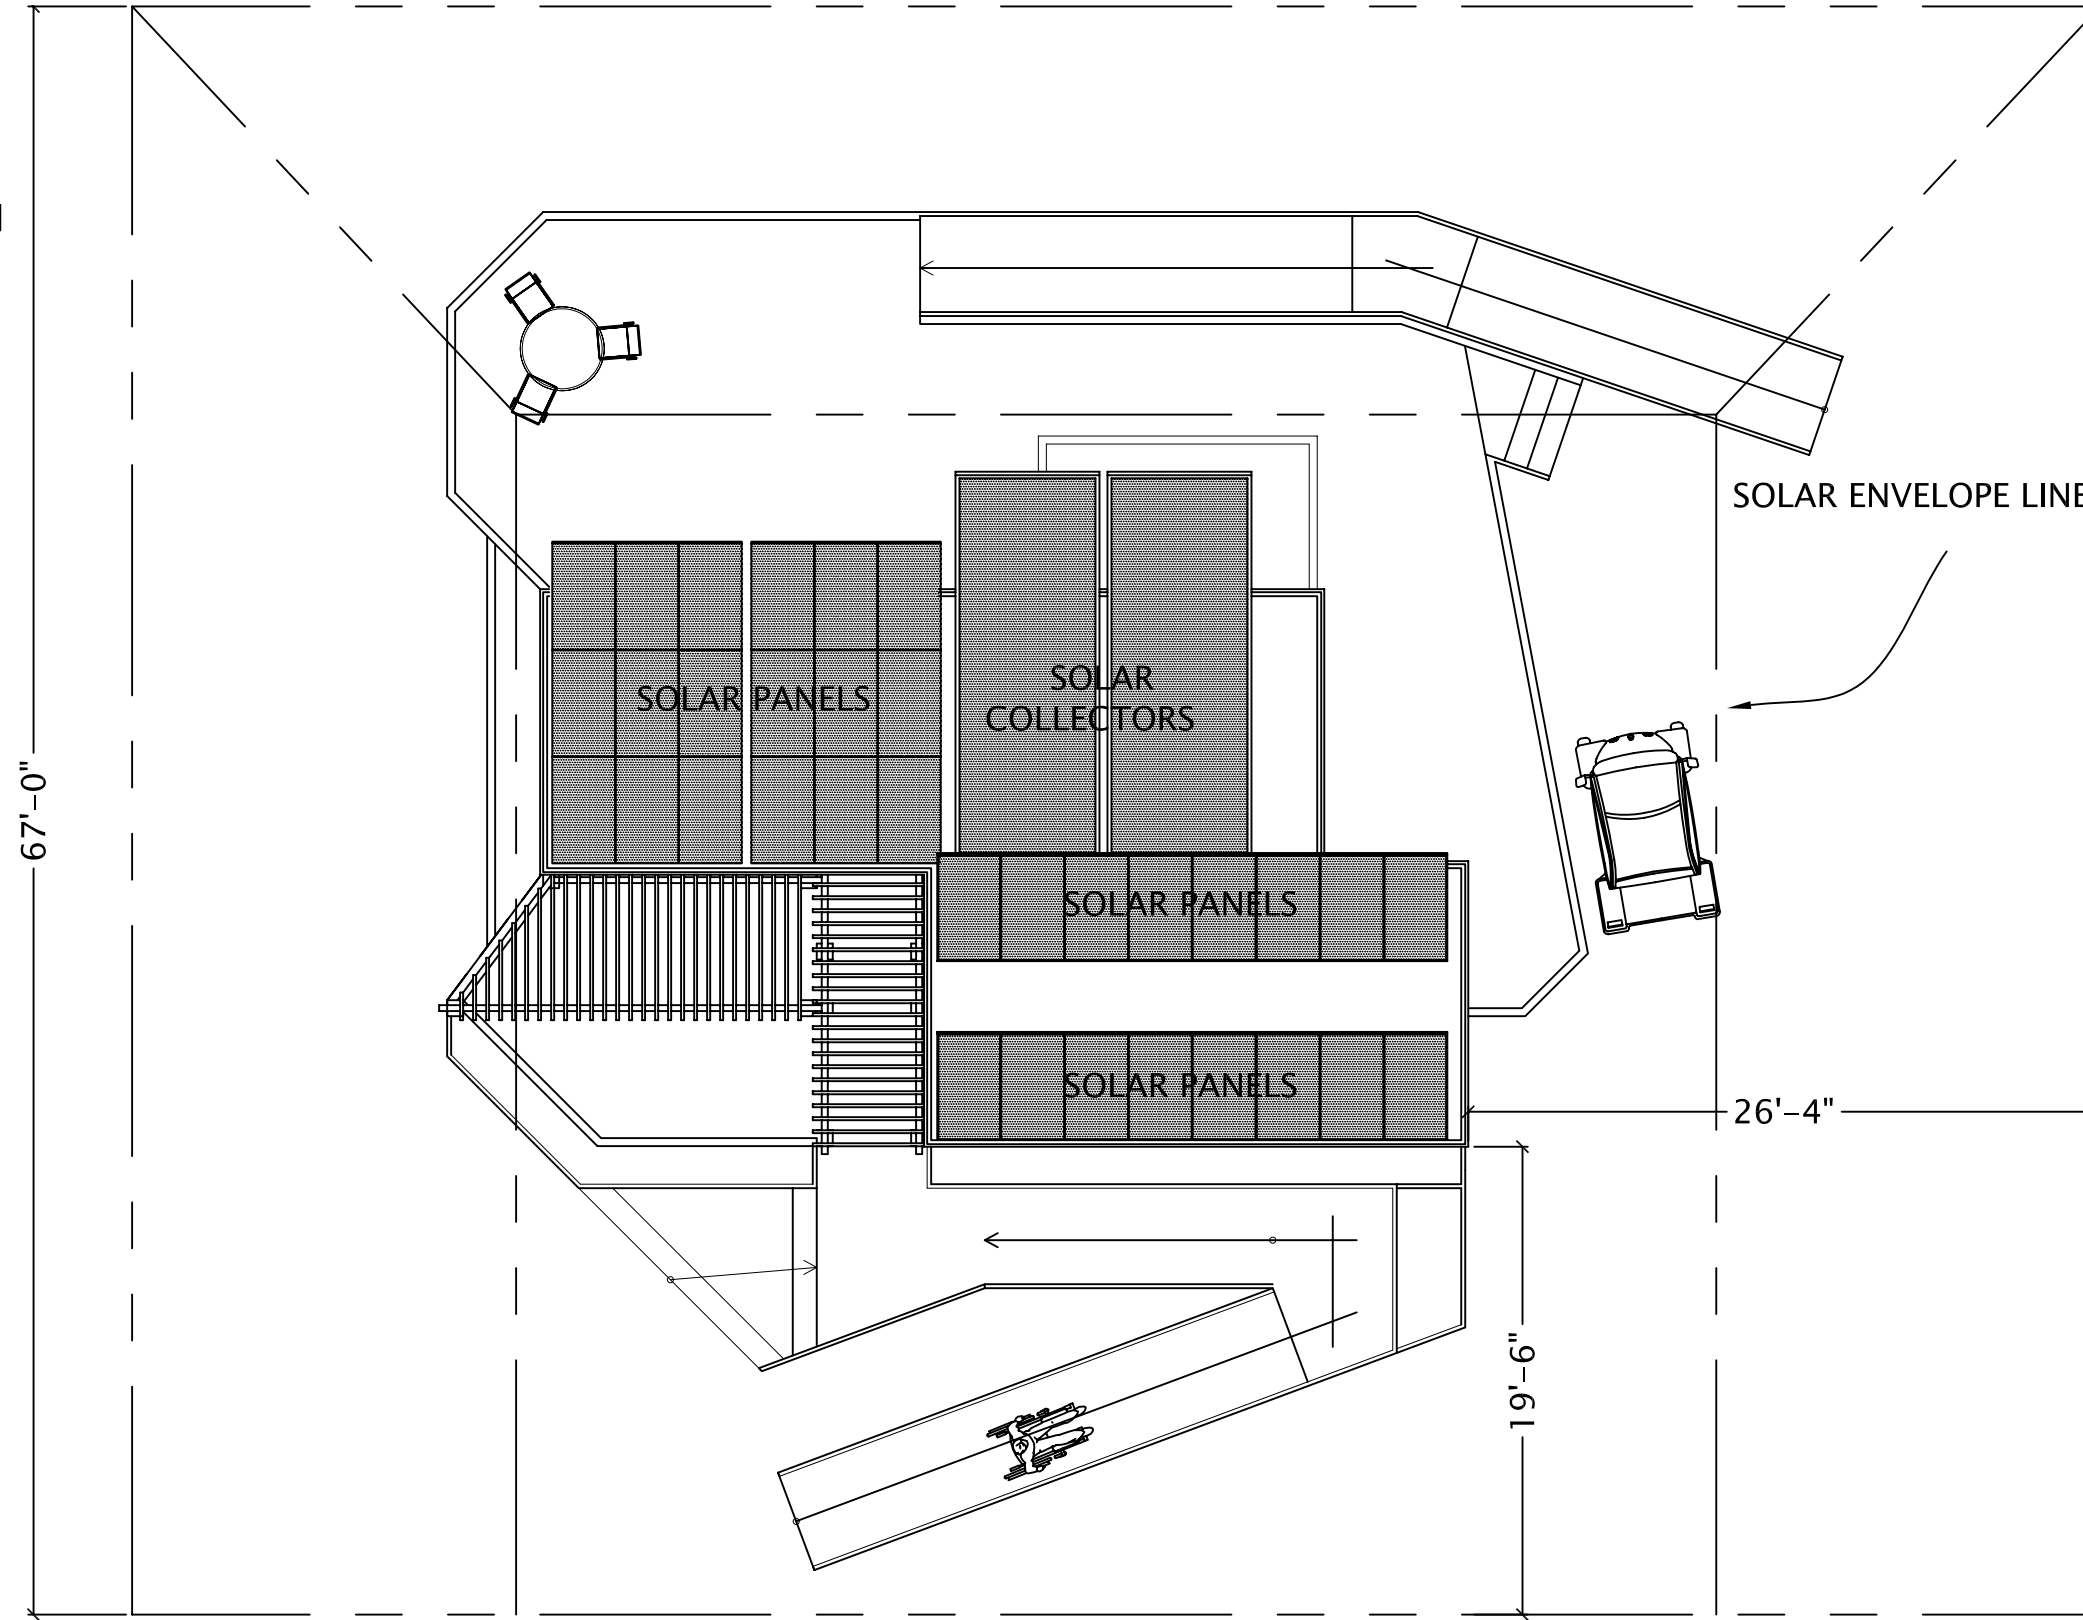 SOLAR ENVELOPE LINE
SOLAR PANELS
SOLAR
COLLECTORS
67'-0"
SOLAR PANELS
SOLAR PANELS
26'-4"
19'-6"